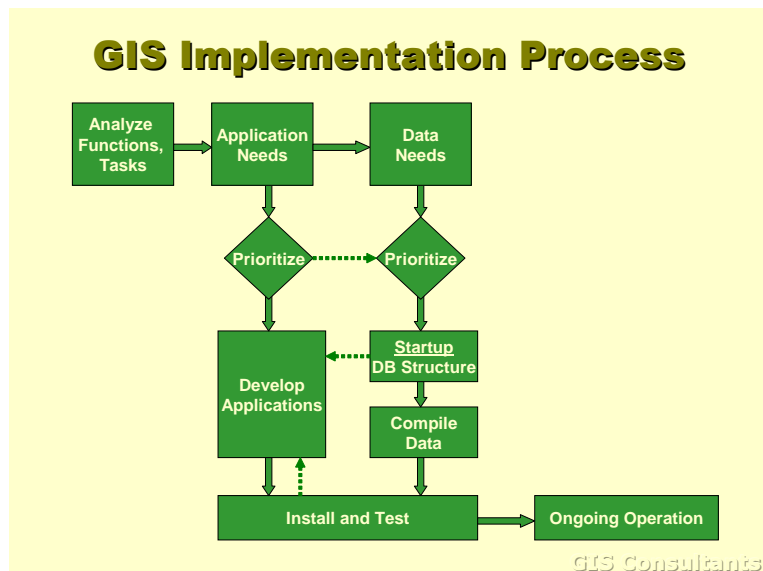 GIS Implementation Process
Analyze
Functions,
Tasks
Application
Needs
Data
Needs
Prioritize
Prioritize
Develop
Applications
Startup
DB Structure
Compile
Data
Install and Test
Ongoing Operation
GIS Consultants